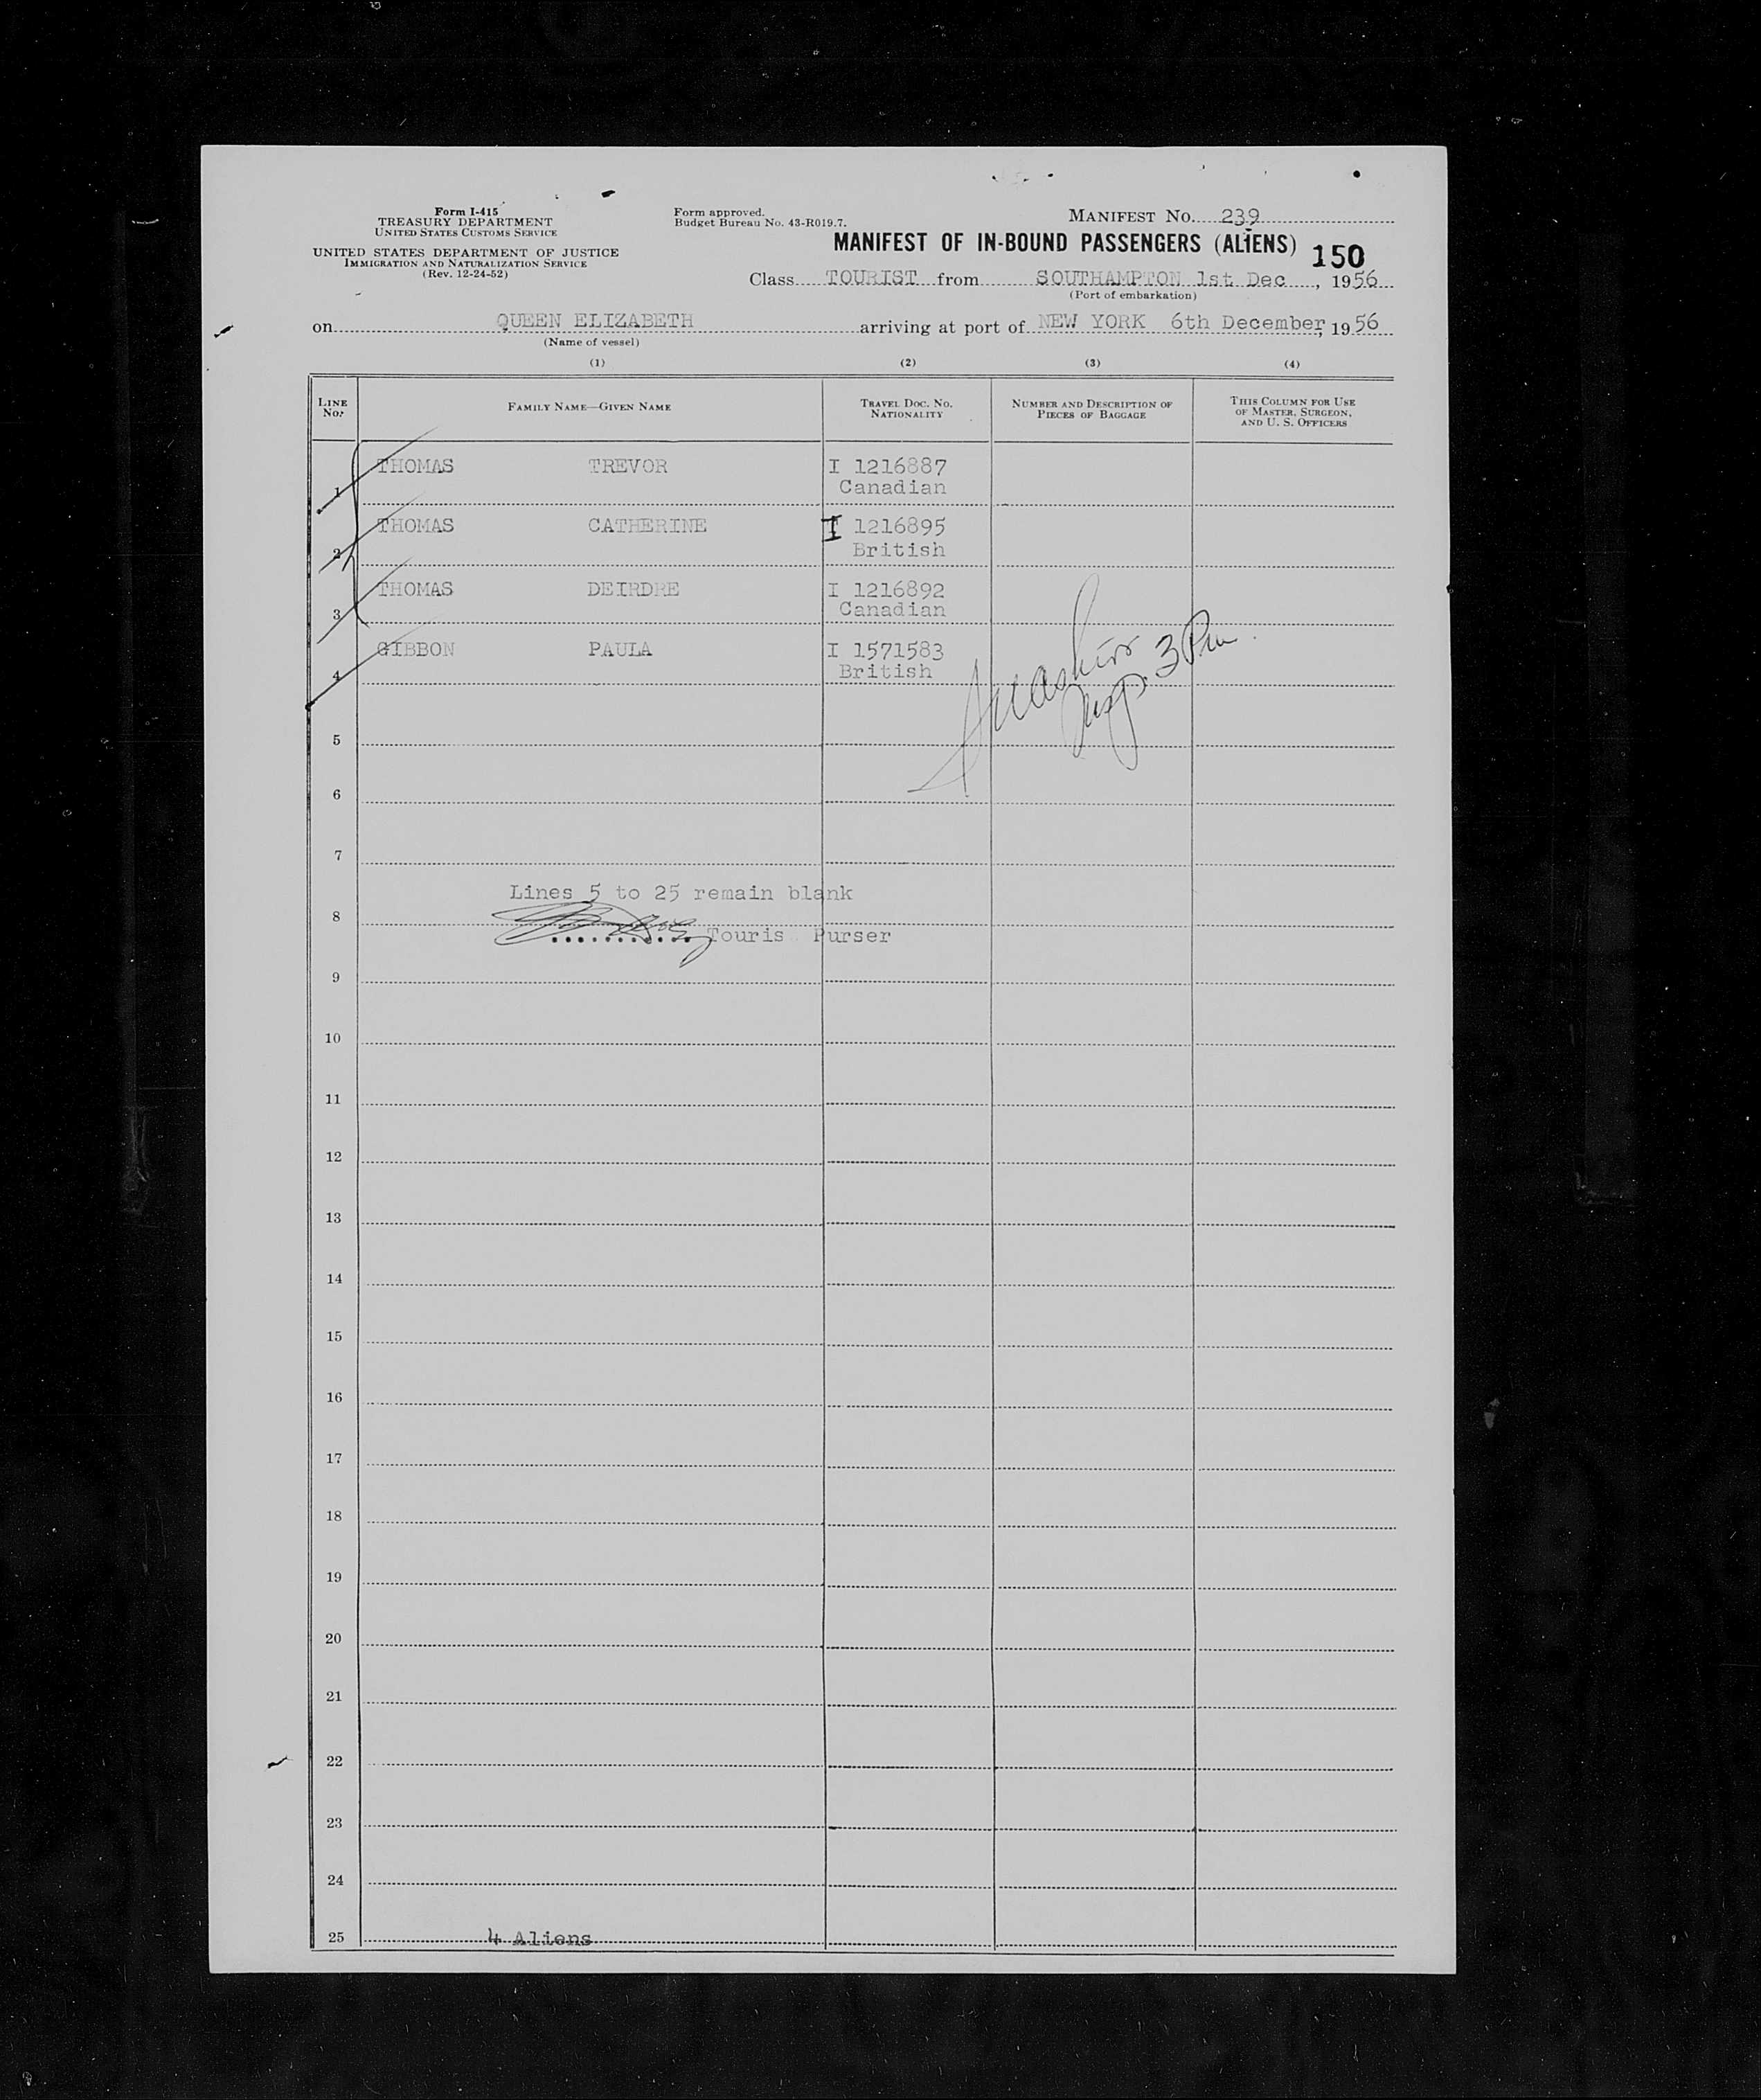 Form I-415
TREASURY DEPARTMENT
UNITED STATES CUSTOMS SERVICE
UNITED STATES DEPARTMENT OF JUSTICE
IMMIGRATION AND NATURALIZATION SERVICE
(Rev. 12-24-52)
Form approved.
Budget Bureau No. 43-R019.7.
MANIFEST NO. 239
MANIFEST OF IN-BOUND PASSENGERS (ALIENS) 150
Class TOURIST from SOUTHAMPTON 1st Dec, 1956
(Port of embarkation)
on QUEEN ELIZABETH arriving at port of NEW YORK 6th December, 1956
(Name of vessel)
(1) (2) (3) (4)
LINE NO. FAMILY NAME—GIVEN NAME TRAVEL DOC. NO. NATIONALITY NUMBER AND DESCRIPTION OF PIECES OF BAGGAGE THIS COLUMN FOR USE OF MASTER, SURGEON, AND U. S. OFFICERS
1 THOMAS TREVOR I 1216887
Canadian
2 THOMAS CATHERINE I 1216895
British
3 THOMAS DEIRDRE I 1216892
Canadian
4 GIBBON PAULA I 1571583
British
3 Pm
5
6
7
Lines 5 to 25 remain blank
8
Touris Purser
9
10
11
12
13
14
15
16
17
18
19
20
21
22
23
24
25 4 Aliens